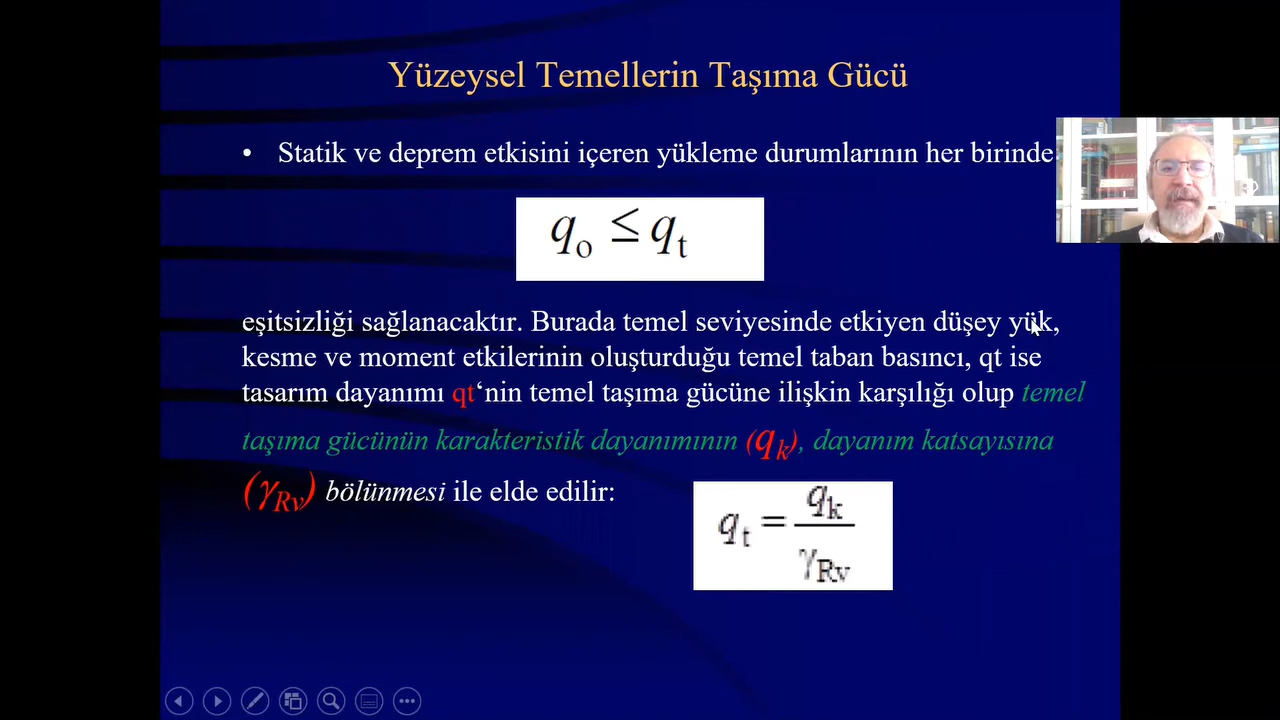 Yüzeysel Temellerin Taşıma Gücü
• Statik ve deprem etkisini içeren yükleme durumlarının her birinde
qo ≤ qt
eşitsizliği sağlanacaktır. Burada temel seviyesinde etkiyen düşey yük,
kesme ve moment etkilerinin oluşturduğu temel taban basıncı, qt ise
tasarım dayanımı qt‘nin temel taşıma gücüne ilişkin karşılığı olup temel
taşıma gücünün karakteristik dayanımının (qk), dayanım katsayısına
(γRv) bölünmesi ile elde edilir:
qt = qk / γRv